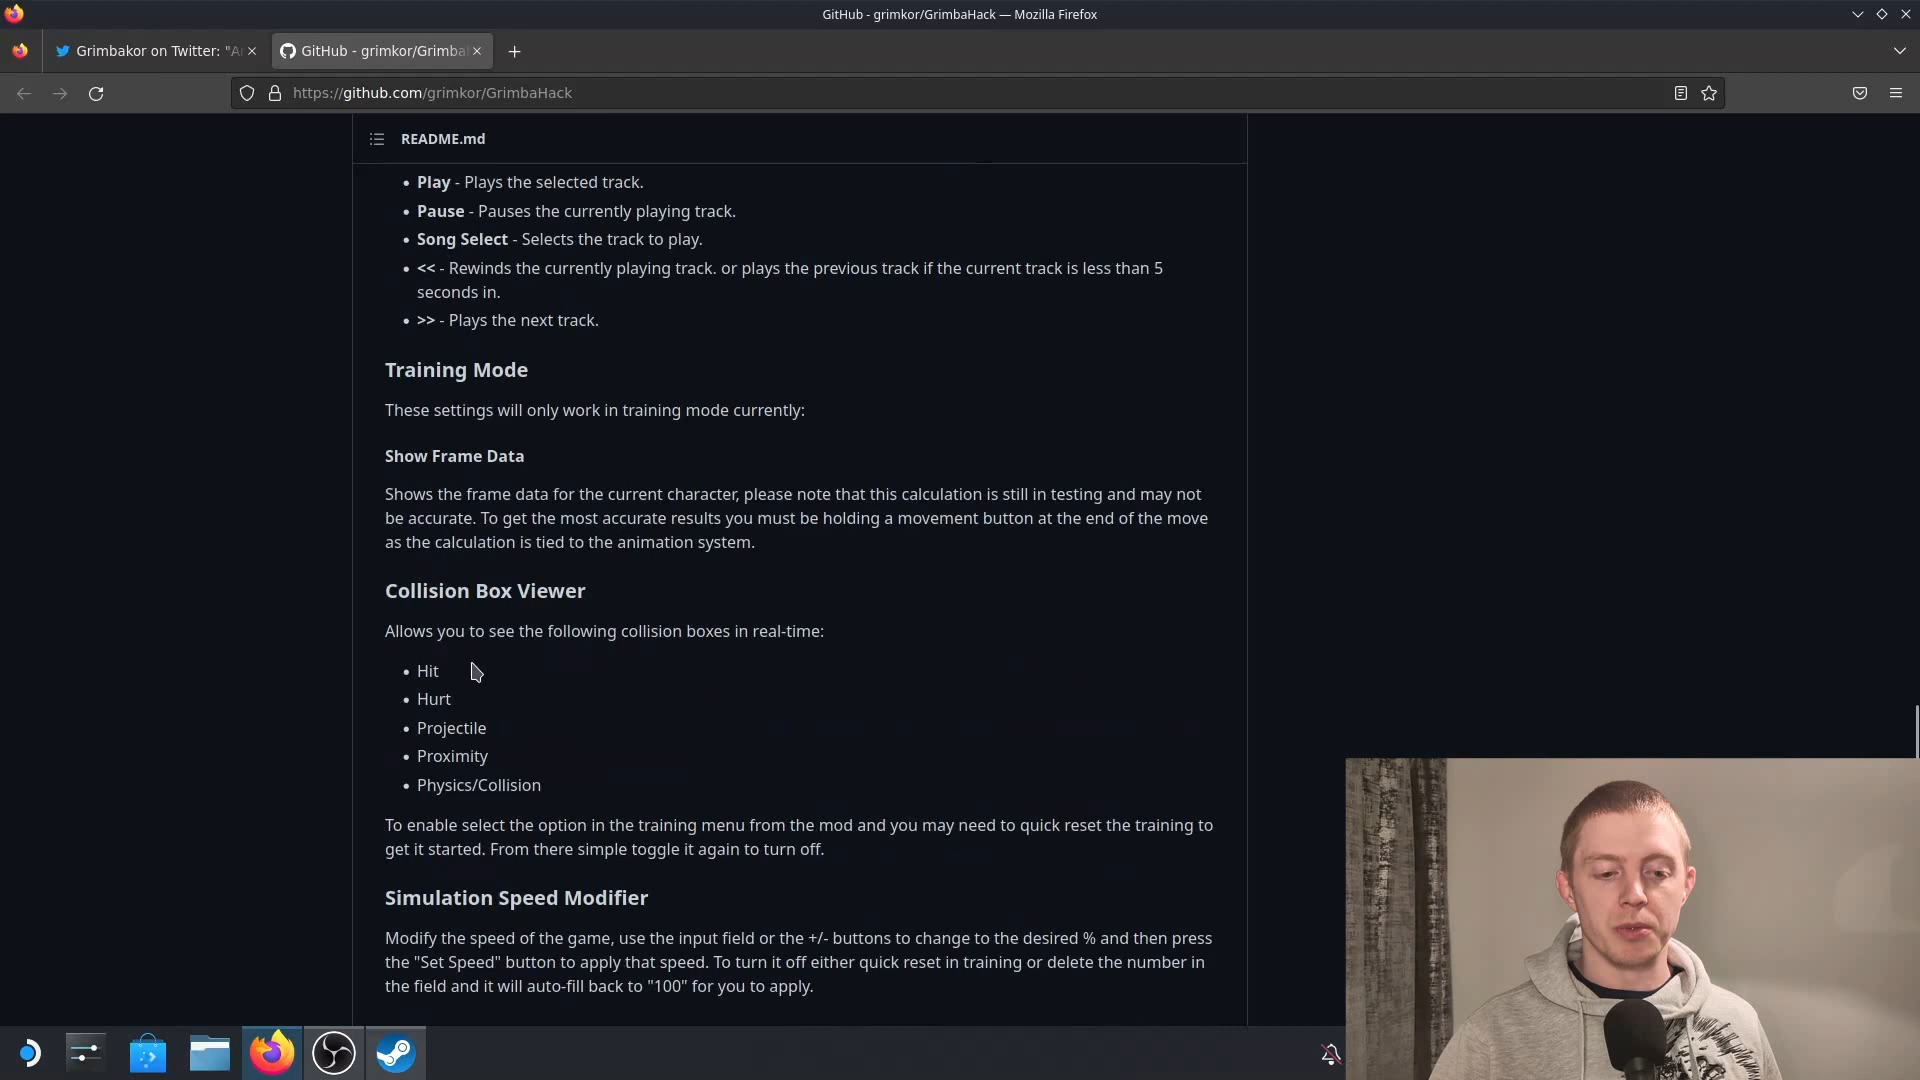 GitHub - grimkor/GrimbaHack — Mozilla Firefox
Grimbakor on Twitter: "A
GitHub - grimkor/Grimba
https://github.com/grimkor/GrimbaHack
README.md
• Play - Plays the selected track.
• Pause - Pauses the currently playing track.
• Song Select - Selects the track to play.
• << - Rewinds the currently playing track. or plays the previous track if the current track is less than 5
seconds in.
• >> - Plays the next track.
Training Mode
These settings will only work in training mode currently:
Show Frame Data
Shows the frame data for the current character, please note that this calculation is still in testing and may not
be accurate. To get the most accurate results you must be holding a movement button at the end of the move
as the calculation is tied to the animation system.
Collision Box Viewer
Allows you to see the following collision boxes in real-time:
• Hit
• Hurt
• Projectile
• Proximity
• Physics/Collision
To enable select the option in the training menu from the mod and you may need to quick reset the training to
get it started. From there simple toggle it again to turn off.
Simulation Speed Modifier
Modify the speed of the game, use the input field or the +/- buttons to change to the desired % and then press
the "Set Speed" button to apply that speed. To turn it off either quick reset in training or delete the number in
the field and it will auto-fill back to "100" for you to apply.